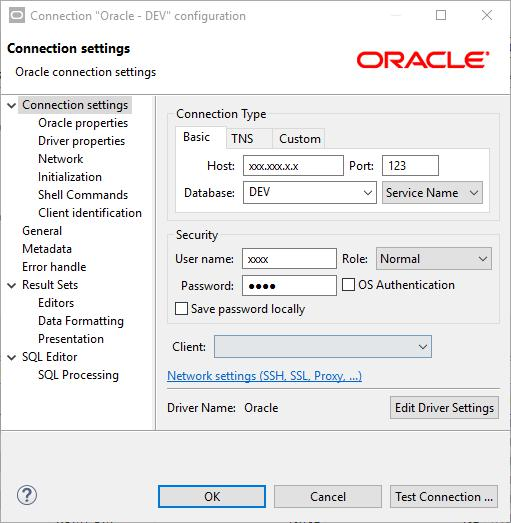 Connection "Oracle - DEV" configuration
Connection settings
Oracle connection settings
ORACLE
Connection settings
Oracle properties
Driver properties
Network
Initialization
Shell Commands
Client identification
General
Metadata
Error handle
Result Sets
Editors
Data Formatting
Presentation
SQL Editor
SQL Processing
Connection Type
Basic TNS Custom
Host: xxx.xxx.x.x Port: 123
Database: DEV Service Name
Security
User name: xxxx Role: Normal
Password: ●●●● OS Authentication
Save password locally
Client:
Network settings (SSH, SSL, Proxy, ...)
Driver Name: Oracle Edit Driver Settings
? OK Cancel Test Connection ...